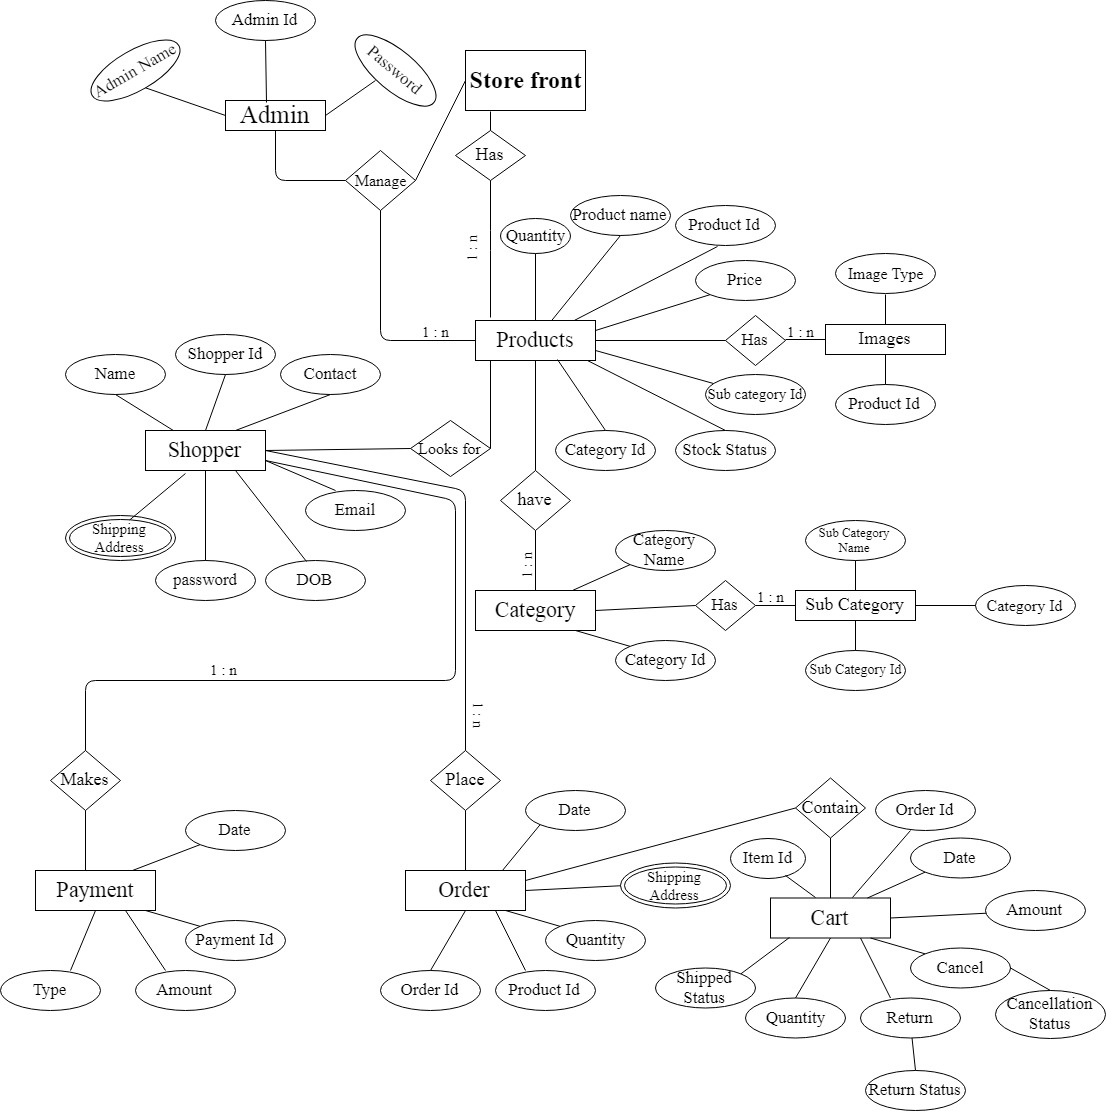 Admin Id
Admin Name
Password
Store front
Admin
Has
Manage
Product name
Product Id
Quantity
1 : n
Image Type
Price
1 : n
Products
Has
1 : n
Images
Shopper Id
Name
Contact
Sub category Id
Product Id
Shopper
Looks for
Category Id
Stock Status
have
Email
Shipping
Address
password
DOB
1 : n
Category
Name
Sub Category
Name
Category
Has
1 : n
Sub Category
Category Id
Category Id
Sub Category Id
1 : n
1 : n
Makes
Place
Contain
Date
Date
Order Id
Item Id
Date
Payment
Order
Shipping
Address
Cart
Amount
Payment Id
Quantity
Cancel
Type
Amount
Order Id
Product Id
Shipped
Status
Quantity
Return
Cancellation
Status
Return Status